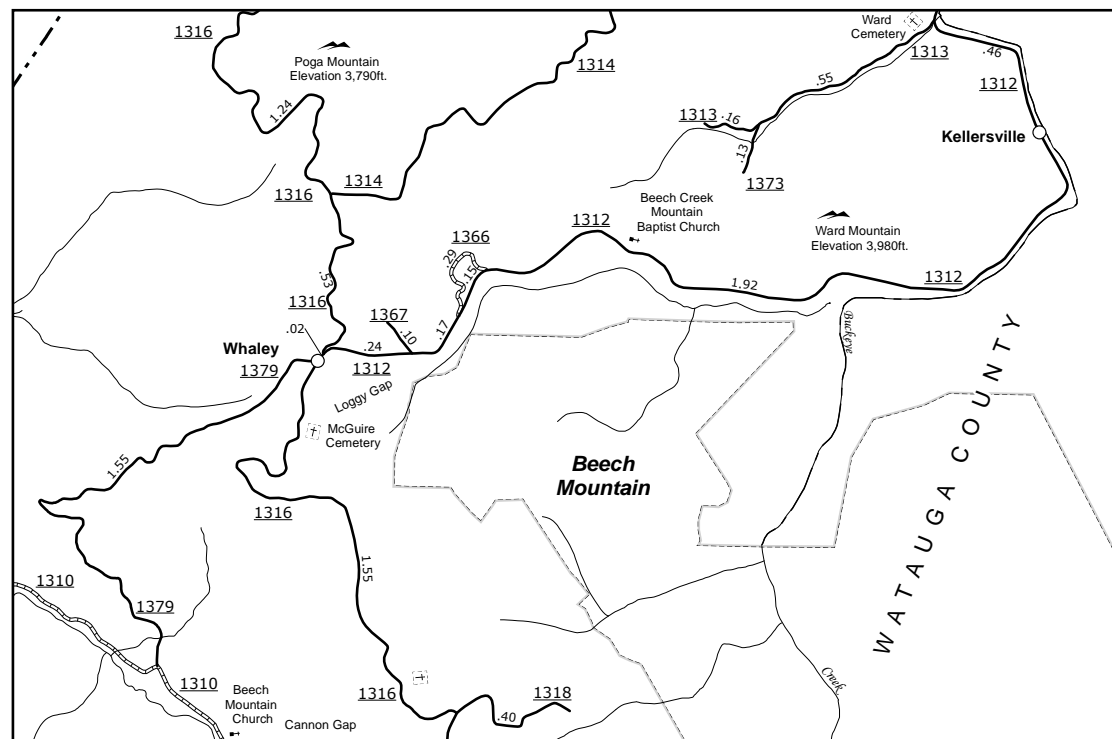 1316
Poga Mountain
Elevation 3,790ft.
1314
Ward
Cemetery
1313
.46
1312
.55
1.24
1313
.16
Kellersville
.13
1373
1316
1314
Beech Creek
Mountain
Baptist Church
Ward Mountain
Elevation 3,980ft.
1312
1366
.29
.15
1312
1.92
.53
1316
1367
.10
.17
Buckeye
.02
Whaley
.24
1379
1312
Loggy Gap
McGuire
Cemetery
WATAUGA COUNTY
1.55
Beech
Mountain
1316
1.55
1310
1379
1310
1316
1318
.40
Beech
Mountain
Church
Cannon Gap
Creek